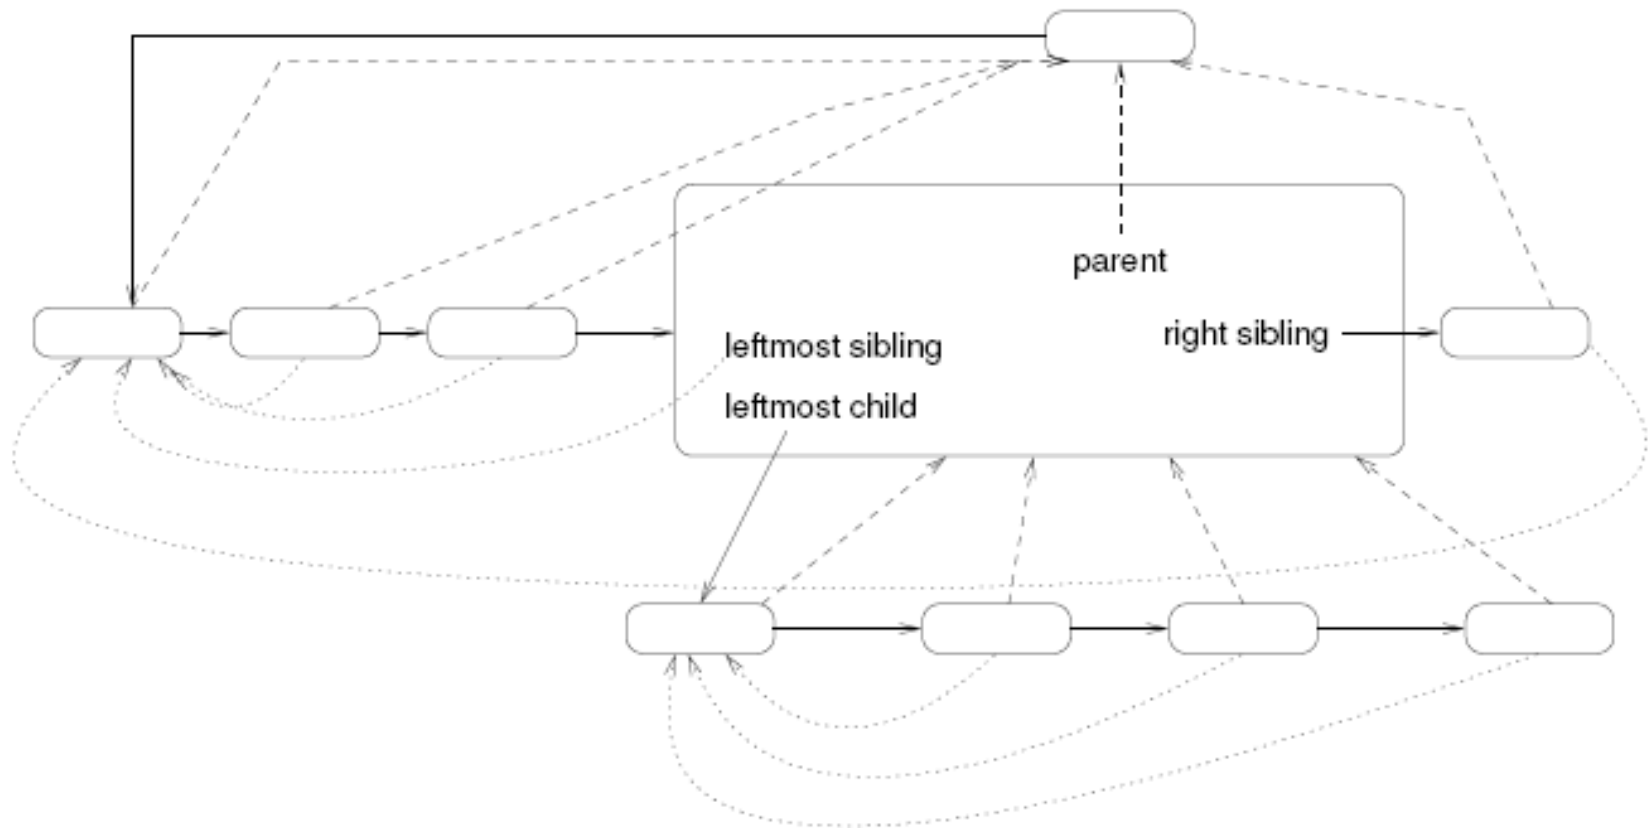 parent
right sibling
leftmost sibling
leftmost child